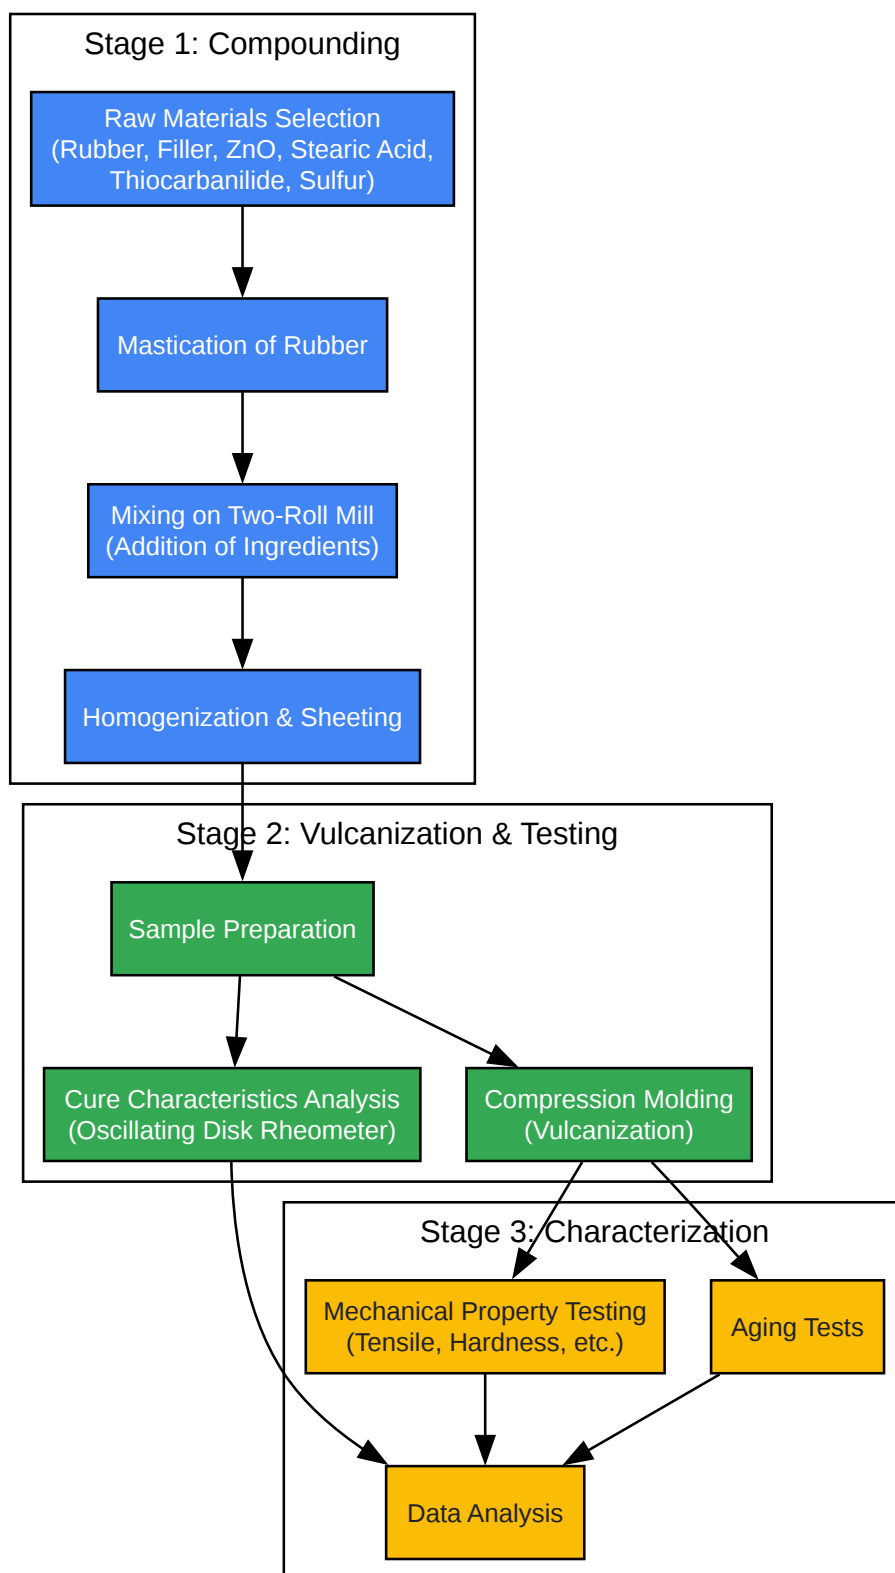 Stage 1: Compounding
Raw Materials Selection
(Rubber, Filler, ZnO, Stearic Acid,
Thiocarbanilide, Sulfur)
Mastication of Rubber
Mixing on Two-Roll Mill
(Addition of Ingredients)
Homogenization & Sheeting
Stage 2: Vulcanization & Testing
Sample Preparation
Cure Characteristics Analysis
(Oscillating Disk Rheometer)
Compression Molding
(Vulcanization)
Stage 3: Characterization
Mechanical Property Testing
(Tensile, Hardness, etc.)
Aging Tests
Data Analysis